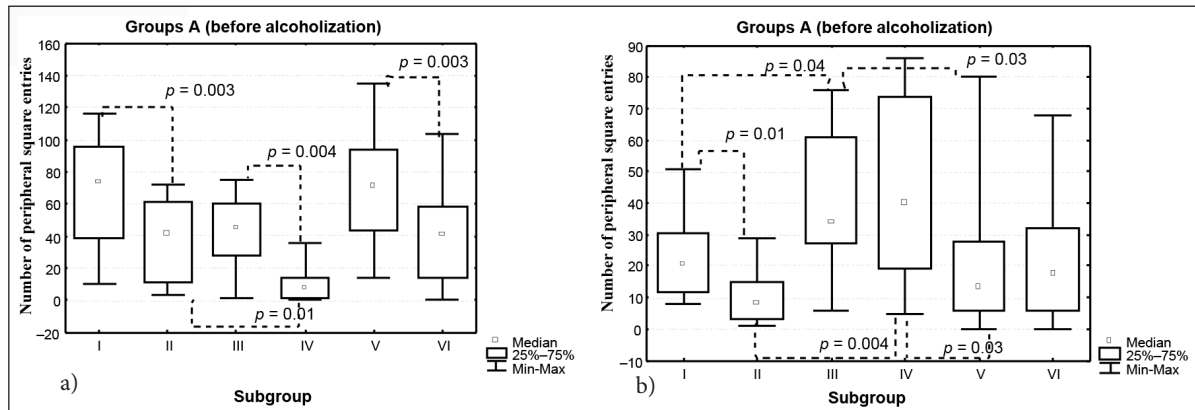 Groups A (before alcoholization)
Number of peripheral square entries
160
140
120
100
80
60
40
20
0
–20
p = 0.003
p = 0.004
p = 0.003
p = 0.01
I II III IV V VI
Subgroup
Median
25%–75%
Min-Max
a)
Groups A (before alcoholization)
Number of peripheral square entries
90
80
70
60
50
40
30
20
10
0
-10
p = 0.04
p = 0.03
p = 0.01
p = 0.004
p = 0.03
I II III IV V VI
Subgroup
Median
25%–75%
Min-Max
b)